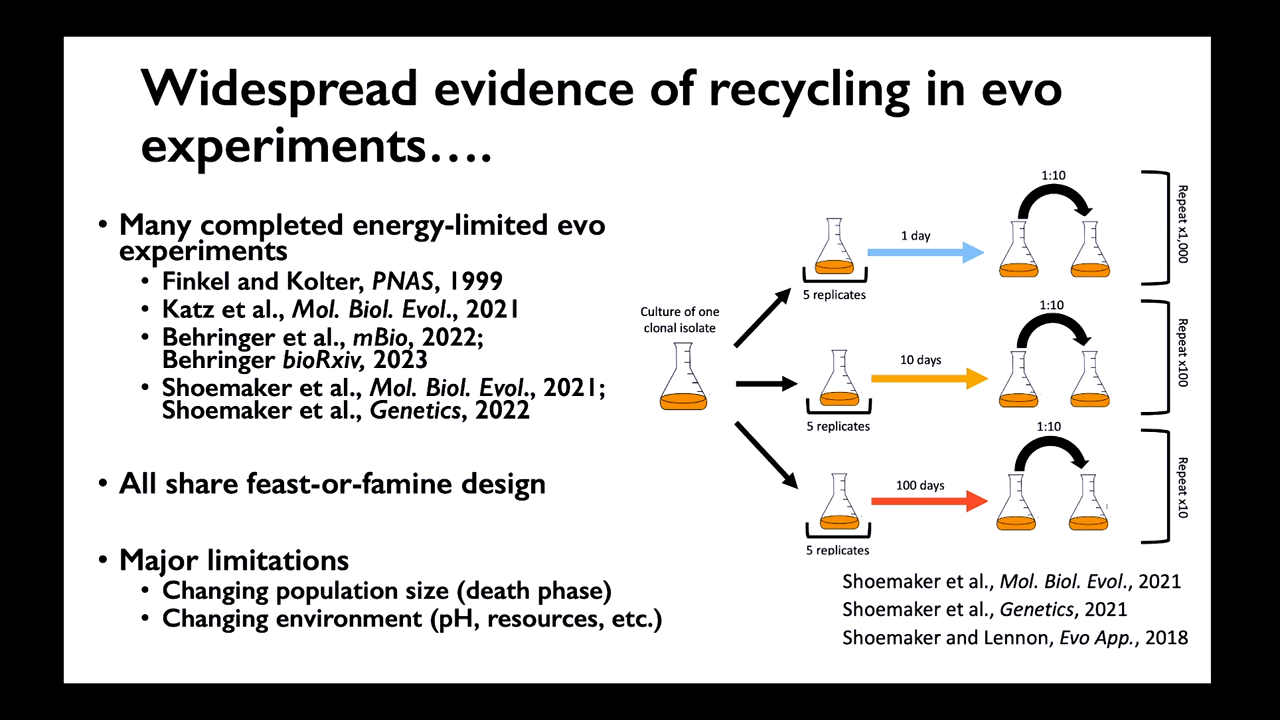 Widespread evidence of recycling in evo
experiments….
• Many completed energy-limited evo
experiments
• Finkel and Kolter, PNAS, 1999
• Katz et al., Mol. Biol. Evol., 2021
• Behringer et al., mBio, 2022;
Behringer bioRxiv, 2023
• Shoemaker et al., Mol. Biol. Evol., 2021;
Shoemaker et al., Genetics, 2022
• All share feast-or-famine design
• Major limitations
• Changing population size (death phase)
• Changing environment (pH, resources, etc.)
Culture of one
clonal isolate
5 replicates
1 day
1:10
Repeat x1,000
5 replicates
10 days
1:10
Repeat x100
5 replicates
100 days
1:10
Repeat x10
Shoemaker et al., Mol. Biol. Evol., 2021
Shoemaker et al., Genetics, 2021
Shoemaker and Lennon, Evo App., 2018